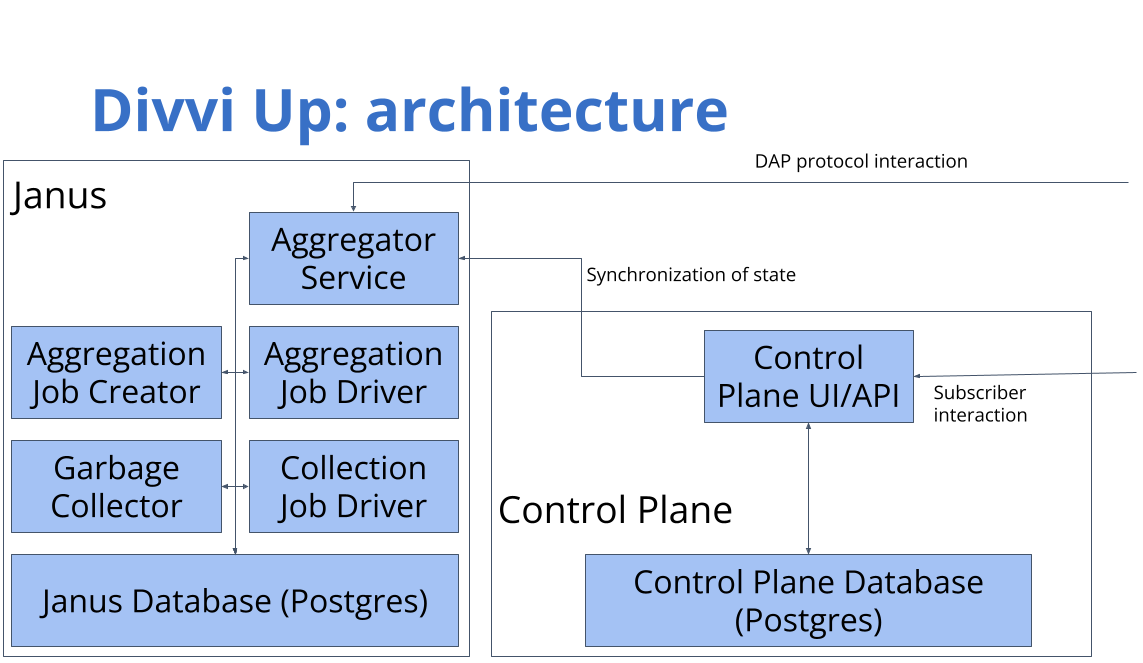 Divvi Up: architecture
DAP protocol interaction
Janus
Aggregator
Service
Synchronization of state
Aggregation
Job Creator
Aggregation
Job Driver
Control
Plane UI/API
Subscriber
interaction
Garbage
Collector
Collection
Job Driver
Control Plane
Janus Database (Postgres)
Control Plane Database
(Postgres)